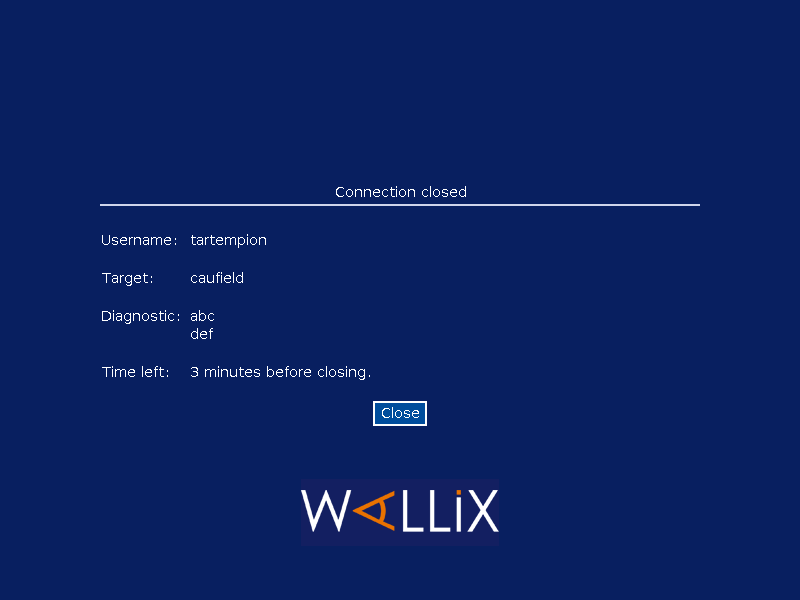 Connection closed
Username: tartempion
Target: caufield
Diagnostic: abc
def
Time left: 3 minutes before closing.
Close
WALLiX